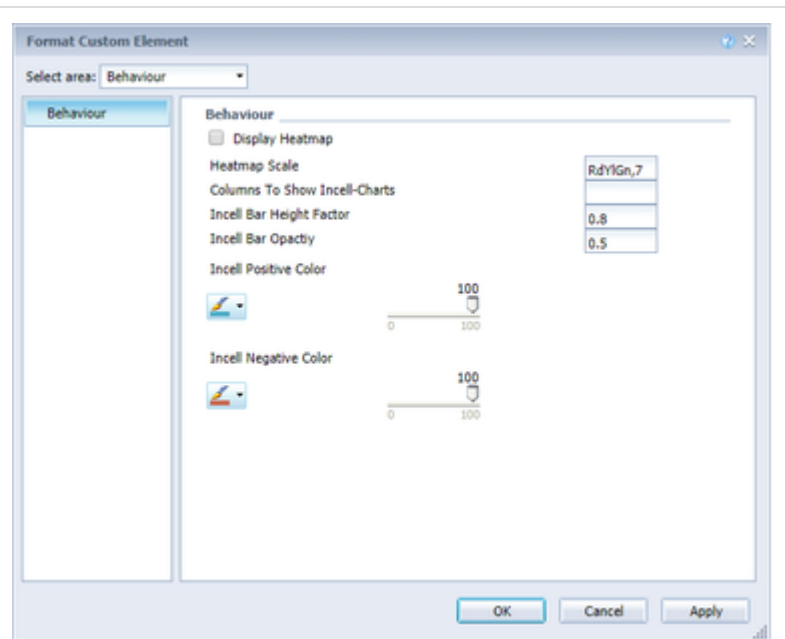 Format Custom Element
Select area: Behaviour
Behaviour
Behaviour
Display Heatmap
Heatmap Scale RdYlGn,7
Columns To Show Incell-Charts
Incell Bar Height Factor 0.8
Incell Bar Opactiy 0.5
Incell Positive Color
100
0 100
Incell Negative Color
100
0 100
OK Cancel Apply